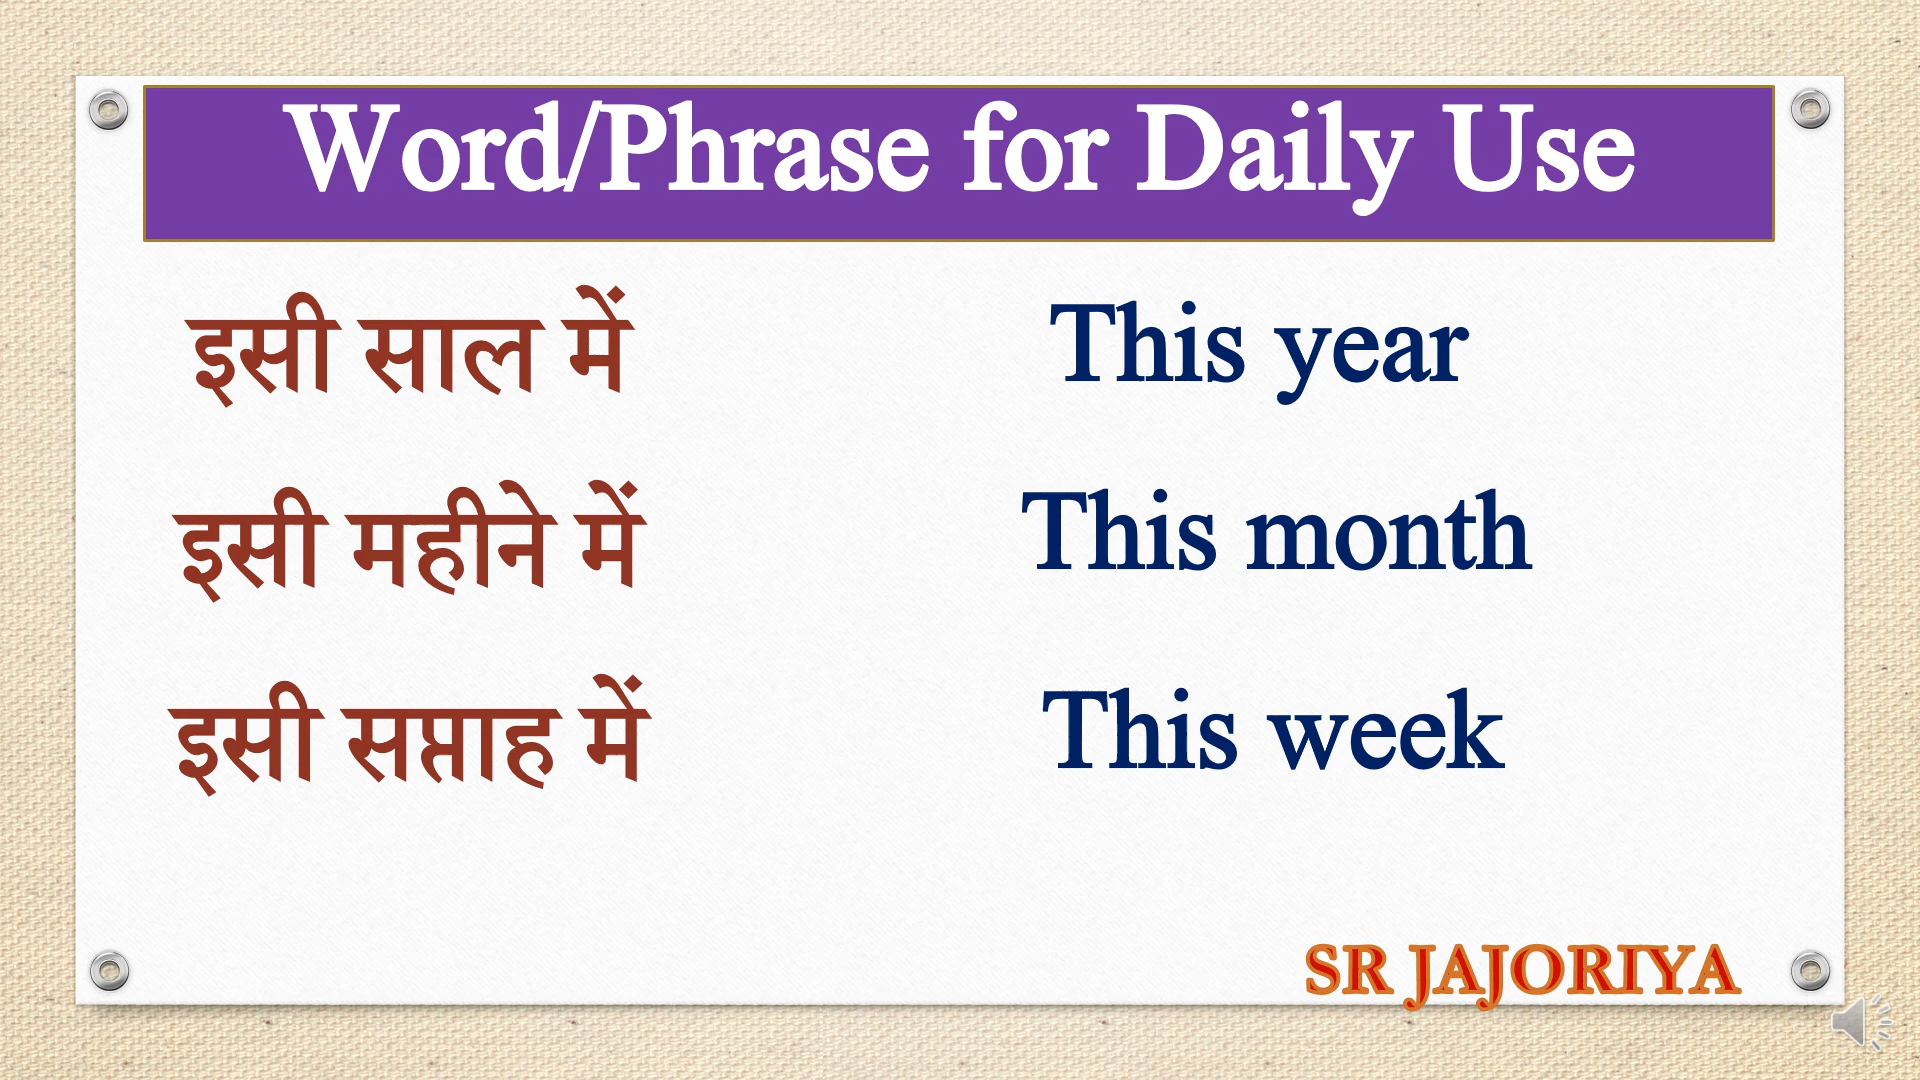 Word/Phrase for Daily Use
इसी साल में This year
इसी महीने में This month
इसी सप्ताह में This week
SR JAJORIYA